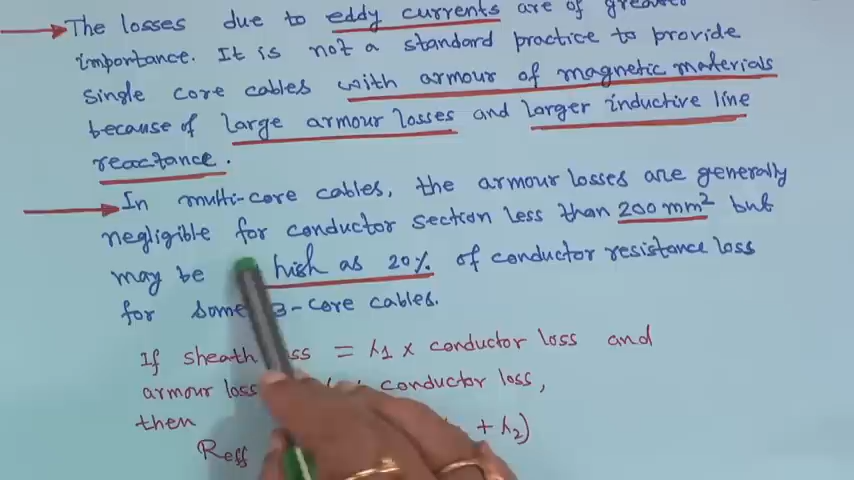 The losses due to eddy currents are of greater
importance. It is not a standard practice to provide
single core cables with armour of magnetic materials
because of large armour losses and larger inductive line
reactance.
In multi-core cables, the armour losses are generally
negligible for conductor section less than 200 mm² but
may be high as 20% of conductor resistance loss
for some 3-core cables.
If sheath loss = λ1 x conductor loss and
armour loss conductor loss,
then
Reff + λ2)